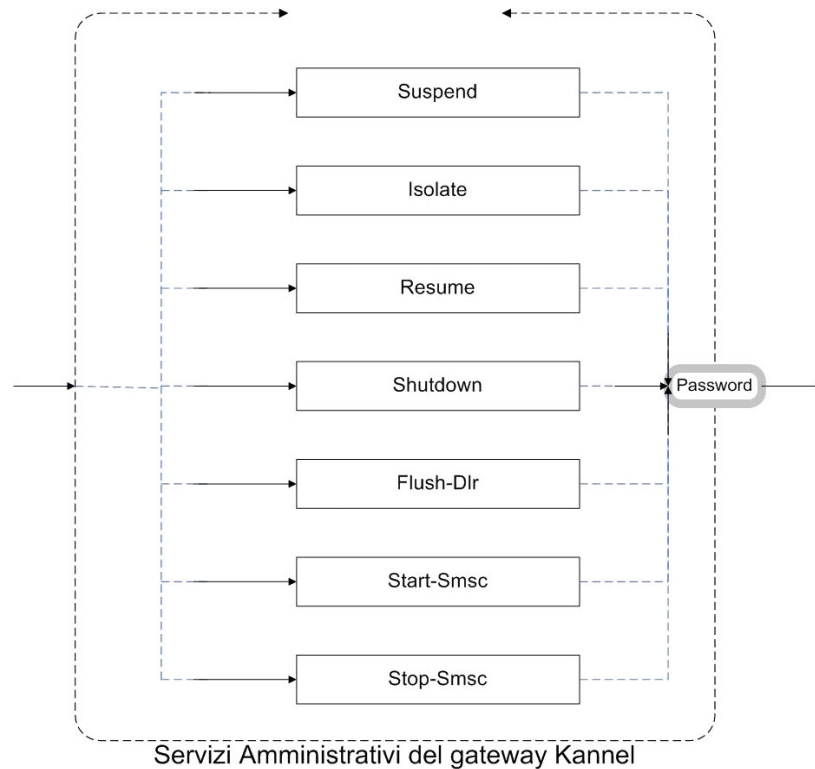 Suspend
Isolate
Resume
Shutdown
Password
Flush-Dlr
Start-Smsc
Stop-Smsc
Servizi Amministrativi del gateway Kannel